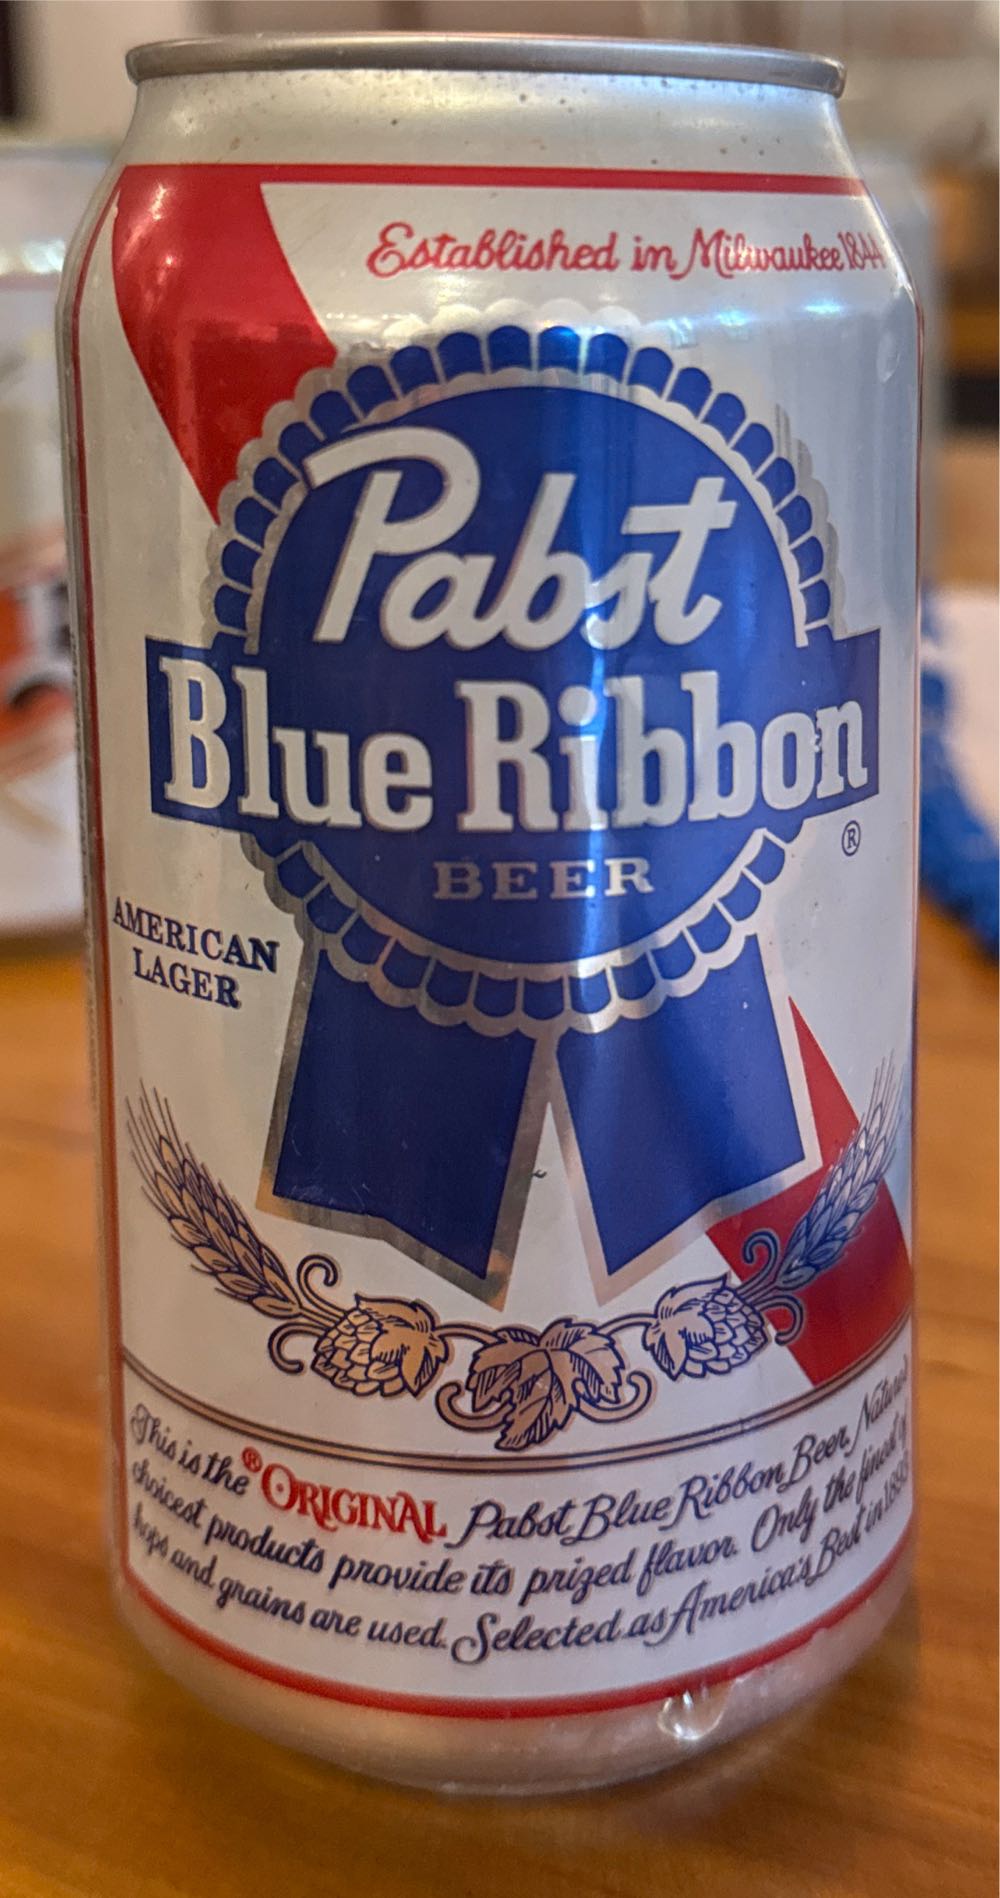 Established in Milwaukee 1844
Pabst
Blue Ribbon
®
BEER
AMERICAN
LAGER
This is the ®ORIGINAL Pabst Blue Ribbon Beer. Nature's
choicest products provide its prized flavor. Only the finest of
hops and grains are used. Selected as America's Best in 1893